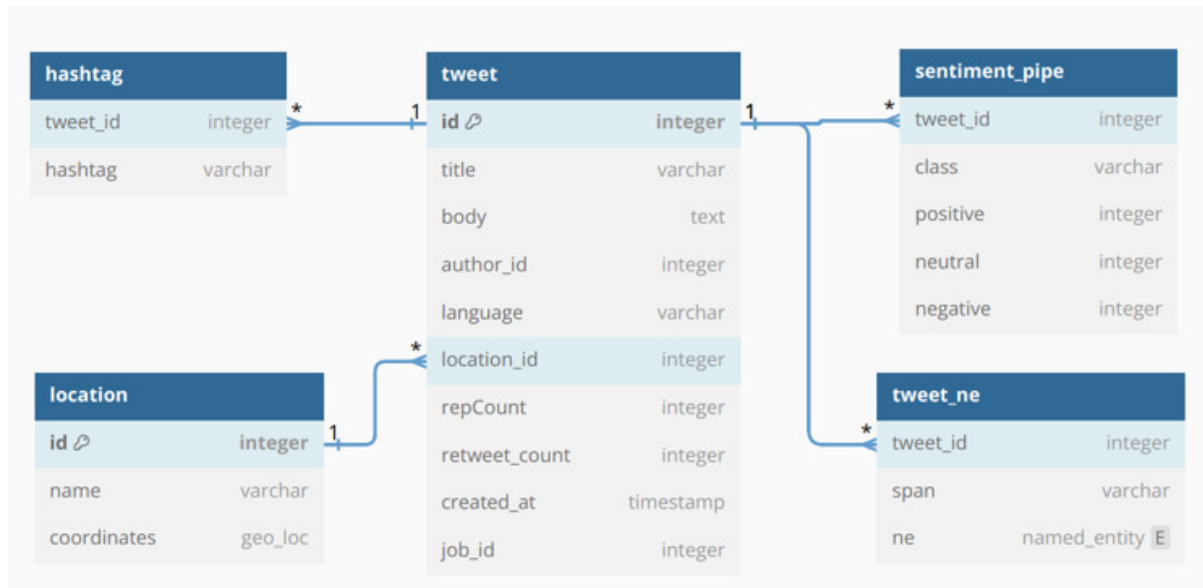 hashtag
tweet_id integer
hashtag varchar
*
1
tweet
id integer
title varchar
body text
author_id integer
language varchar
location_id integer
repCount integer
retweet_count integer
created_at timestamp
job_id integer
1
*
sentiment_pipe
tweet_id integer
class varchar
positive integer
neutral integer
negative integer
location
id integer
name varchar
coordinates geo_loc
1
*
*
tweet_ne
tweet_id integer
span varchar
ne named_entity E